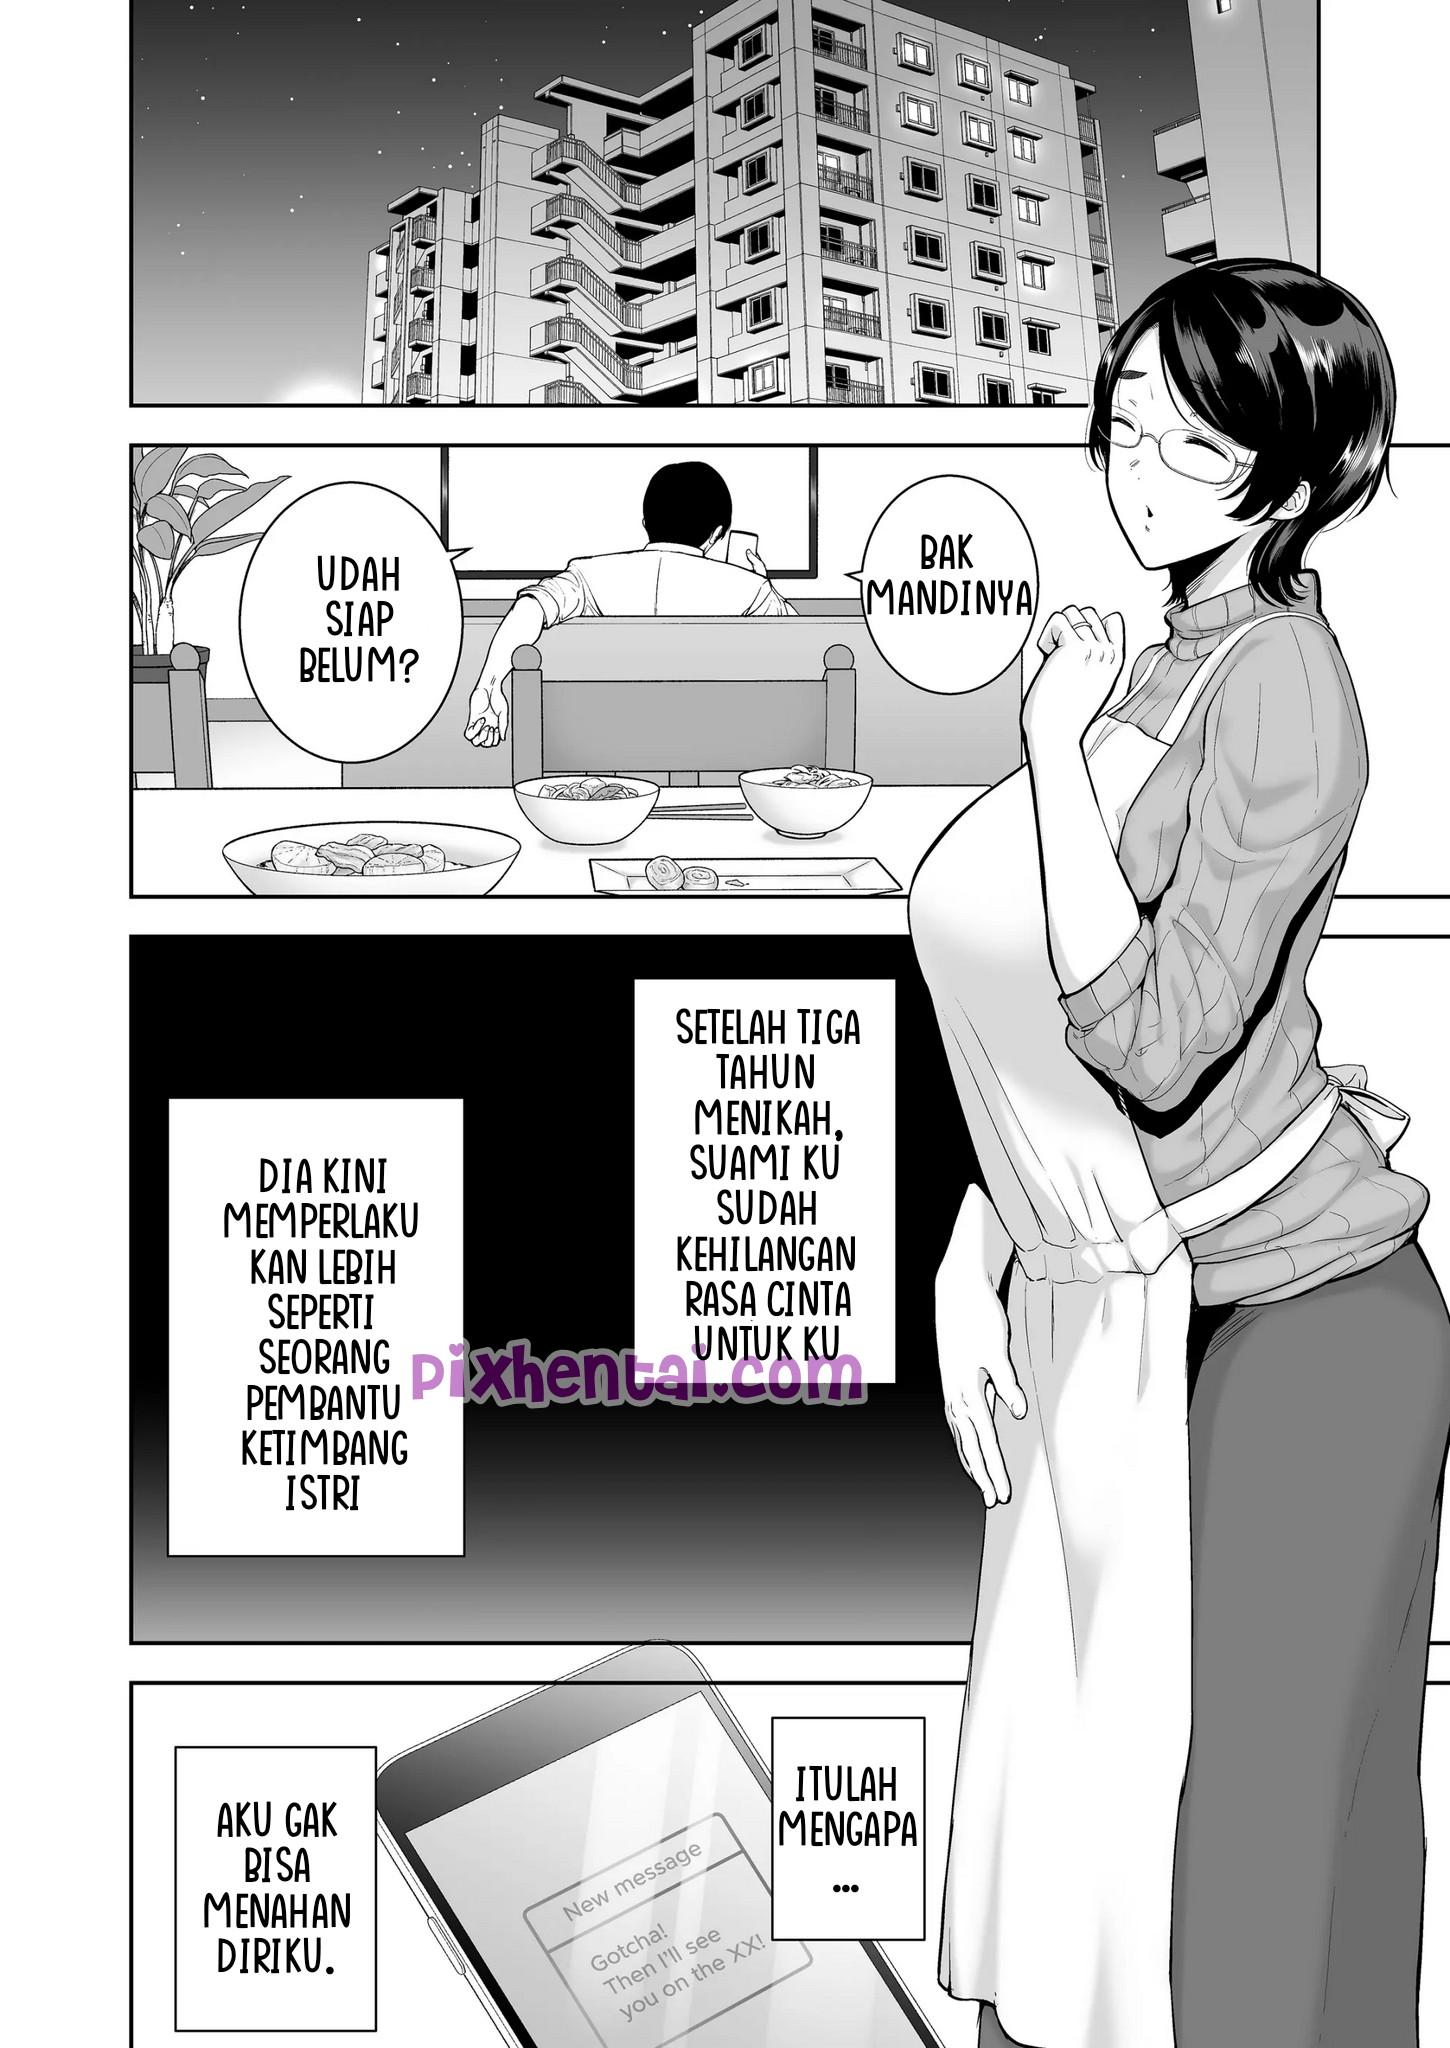 BAK
MANDINYA
UDAH
SIAP
BELUM?
SETELAH TIGA
TAHUN
MENIKAH,
SUAMI KU
SUDAH
KEHILANGAN
RASA CINTA
UNTUK KU
DIA KINI
MEMPERLAKU
KAN LEBIH
SEPERTI
SEORANG
PEMBANTU
KETIMBANG
ISTRI
pixhentai.com
ITULAH
MENGAPA
...
New message
Gotcha!
Then I'll see
you on the XX!
AKU GAK
BISA
MENAHAN
DIRIKU.